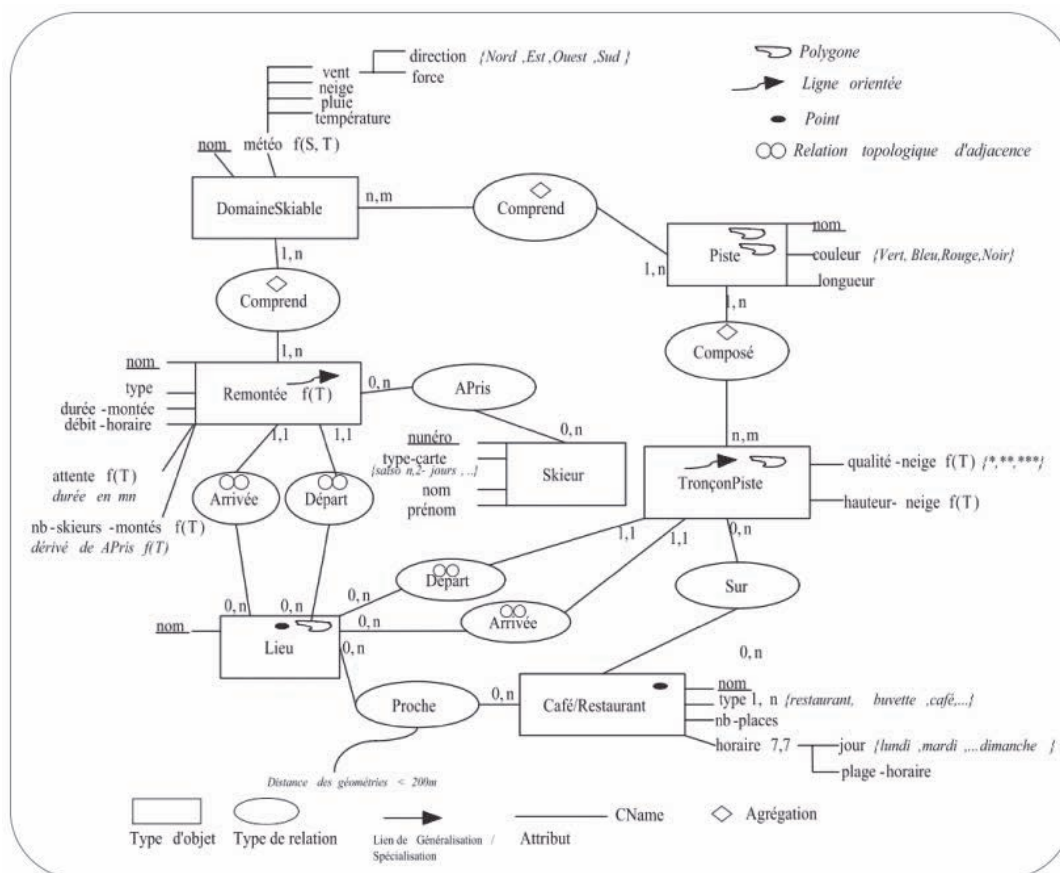 direction {Nord ,Est ,Ouest ,Sud }
vent
force
neige
pluie
température
nom météo f(S, T)
Polygone
Ligne orientée
Point
Relation topologique d'adjacence
DomaineSkiable
n,m
Comprend
nom
Piste
couleur {Vert, Bleu,Rouge,Noir}
longueur
1,n
1,n
1,n
Comprend
Composé
1,n
nom
type
durée -montée
débit-horaire
Remontée f(T)
0,n
APris
0,n
1,1
1,1
nunéro
type-carte
{saiso n,2- jours , ..}
nom
prénom
Skieur
n,m
TronçonPiste
qualité-neige f(T) {*,**,***}
hauteur- neige f(T)
attente f(T)
durée en mn
nb-skieurs -montés f(T)
dérivé de APris f(T)
Arrivée
Départ
1,1
1,1
0,n
Départ
Sur
0,n
0,n
0,n
Arrivée
0,n
0,n
nom
Lieu
0,n
0,n
Proche
0,n
Café/Restaurant
nom
type 1, n {restaurant, buvette ,café,...}
nb-places
horaire 7,7
jour {lundi ,mardi ,...dimanche }
plage-horaire
Distance des géométries < 200m
Type d'objet
Type de relation
Lien de Généralisation /
Spécialisation
CName
Attribut
Agrégation